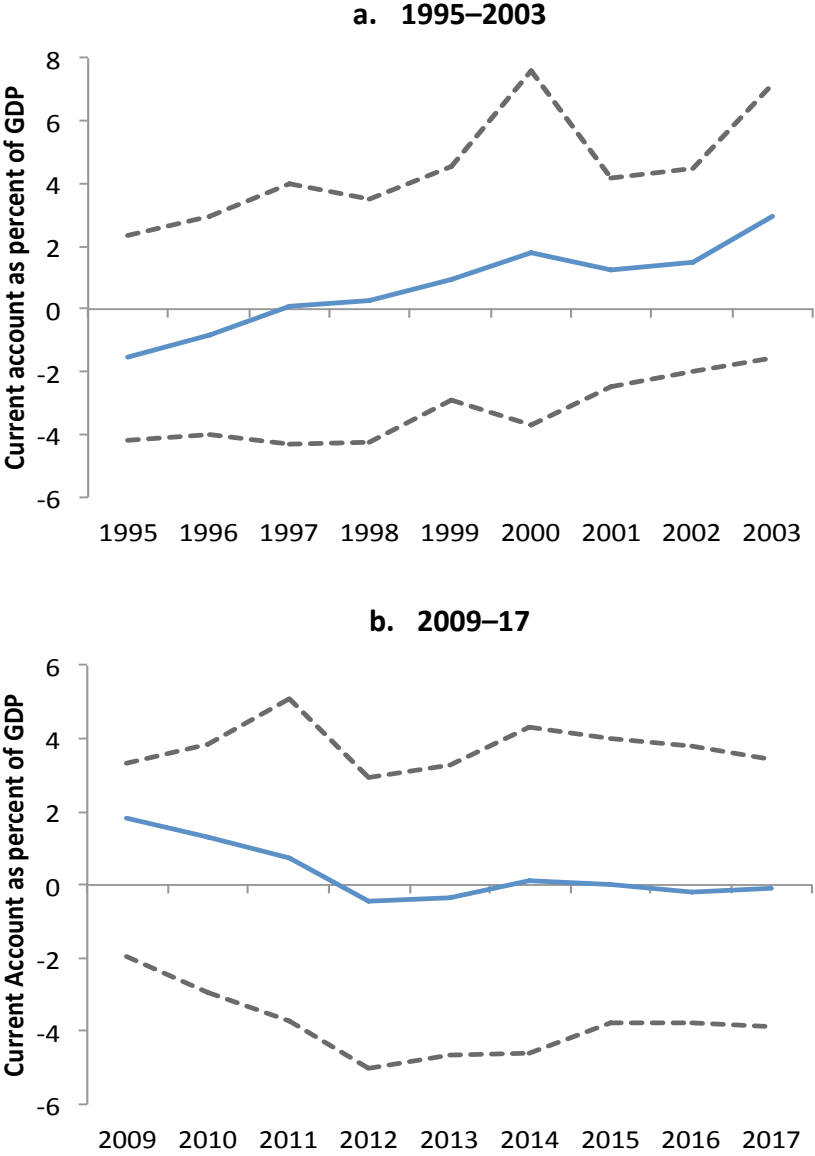 a. 1995–2003
Current account as percent of GDP
8
6
4
2
0
-2
-4
-6
1995 1996 1997 1998 1999 2000 2001 2002 2003
b. 2009–17
Current Account as percent of GDP
6
4
2
0
-2
-4
-6
2009 2010 2011 2012 2013 2014 2015 2016 2017